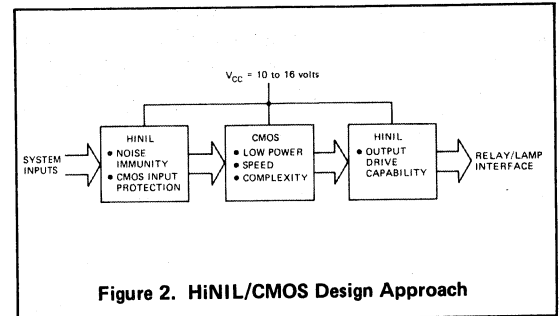 V_CC = 10 to 16 volts
SYSTEM
INPUTS
HINIL
• NOISE
IMMUNITY
• CMOS INPUT
PROTECTION
CMOS
• LOW POWER
• SPEED
• COMPLEXITY
HINIL
• OUTPUT
DRIVE
CAPABILITY
RELAY/LAMP
INTERFACE
Figure 2. HiNIL/CMOS Design Approach